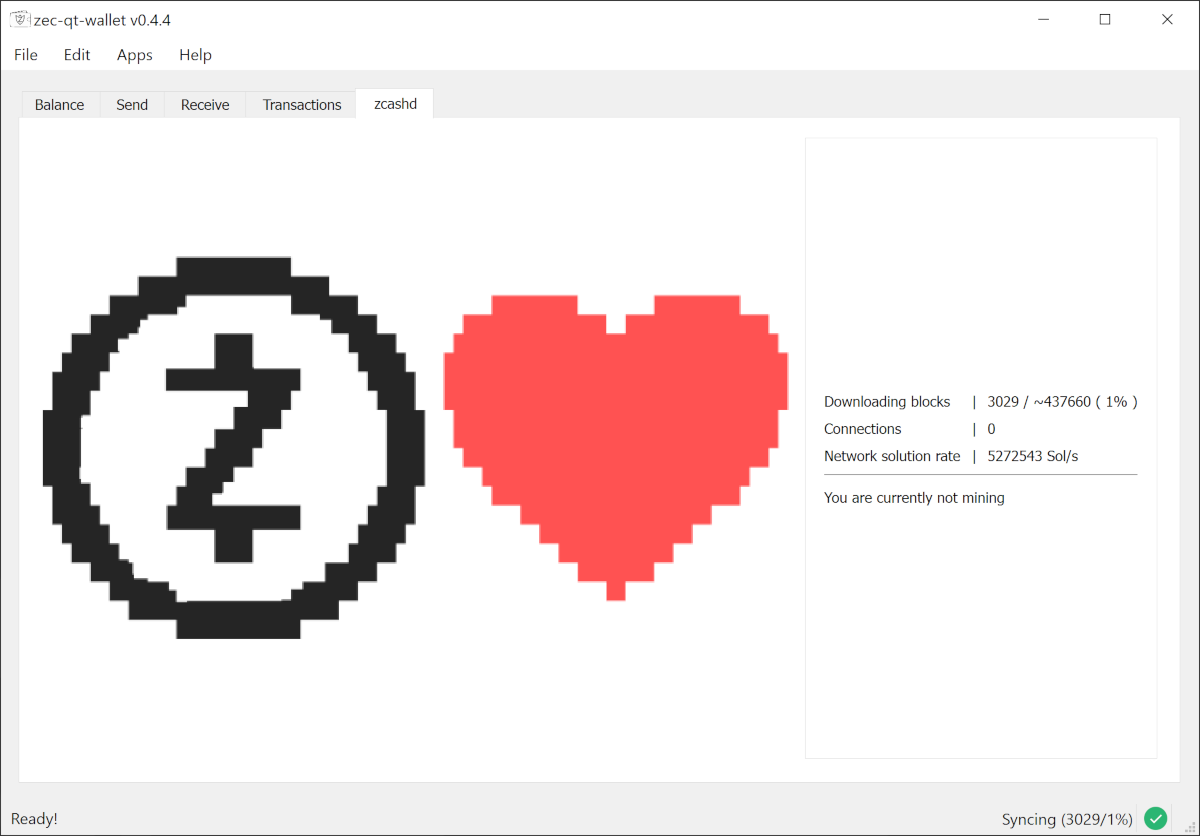 zec-qt-wallet v0.4.4
File Edit Apps Help
Balance Send Receive Transactions zcashd
Downloading blocks | 3029 / ~437660 ( 1% )
Connections | 0
Network solution rate | 5272543 Sol/s
You are currently not mining
Ready! Syncing (3029/1%)